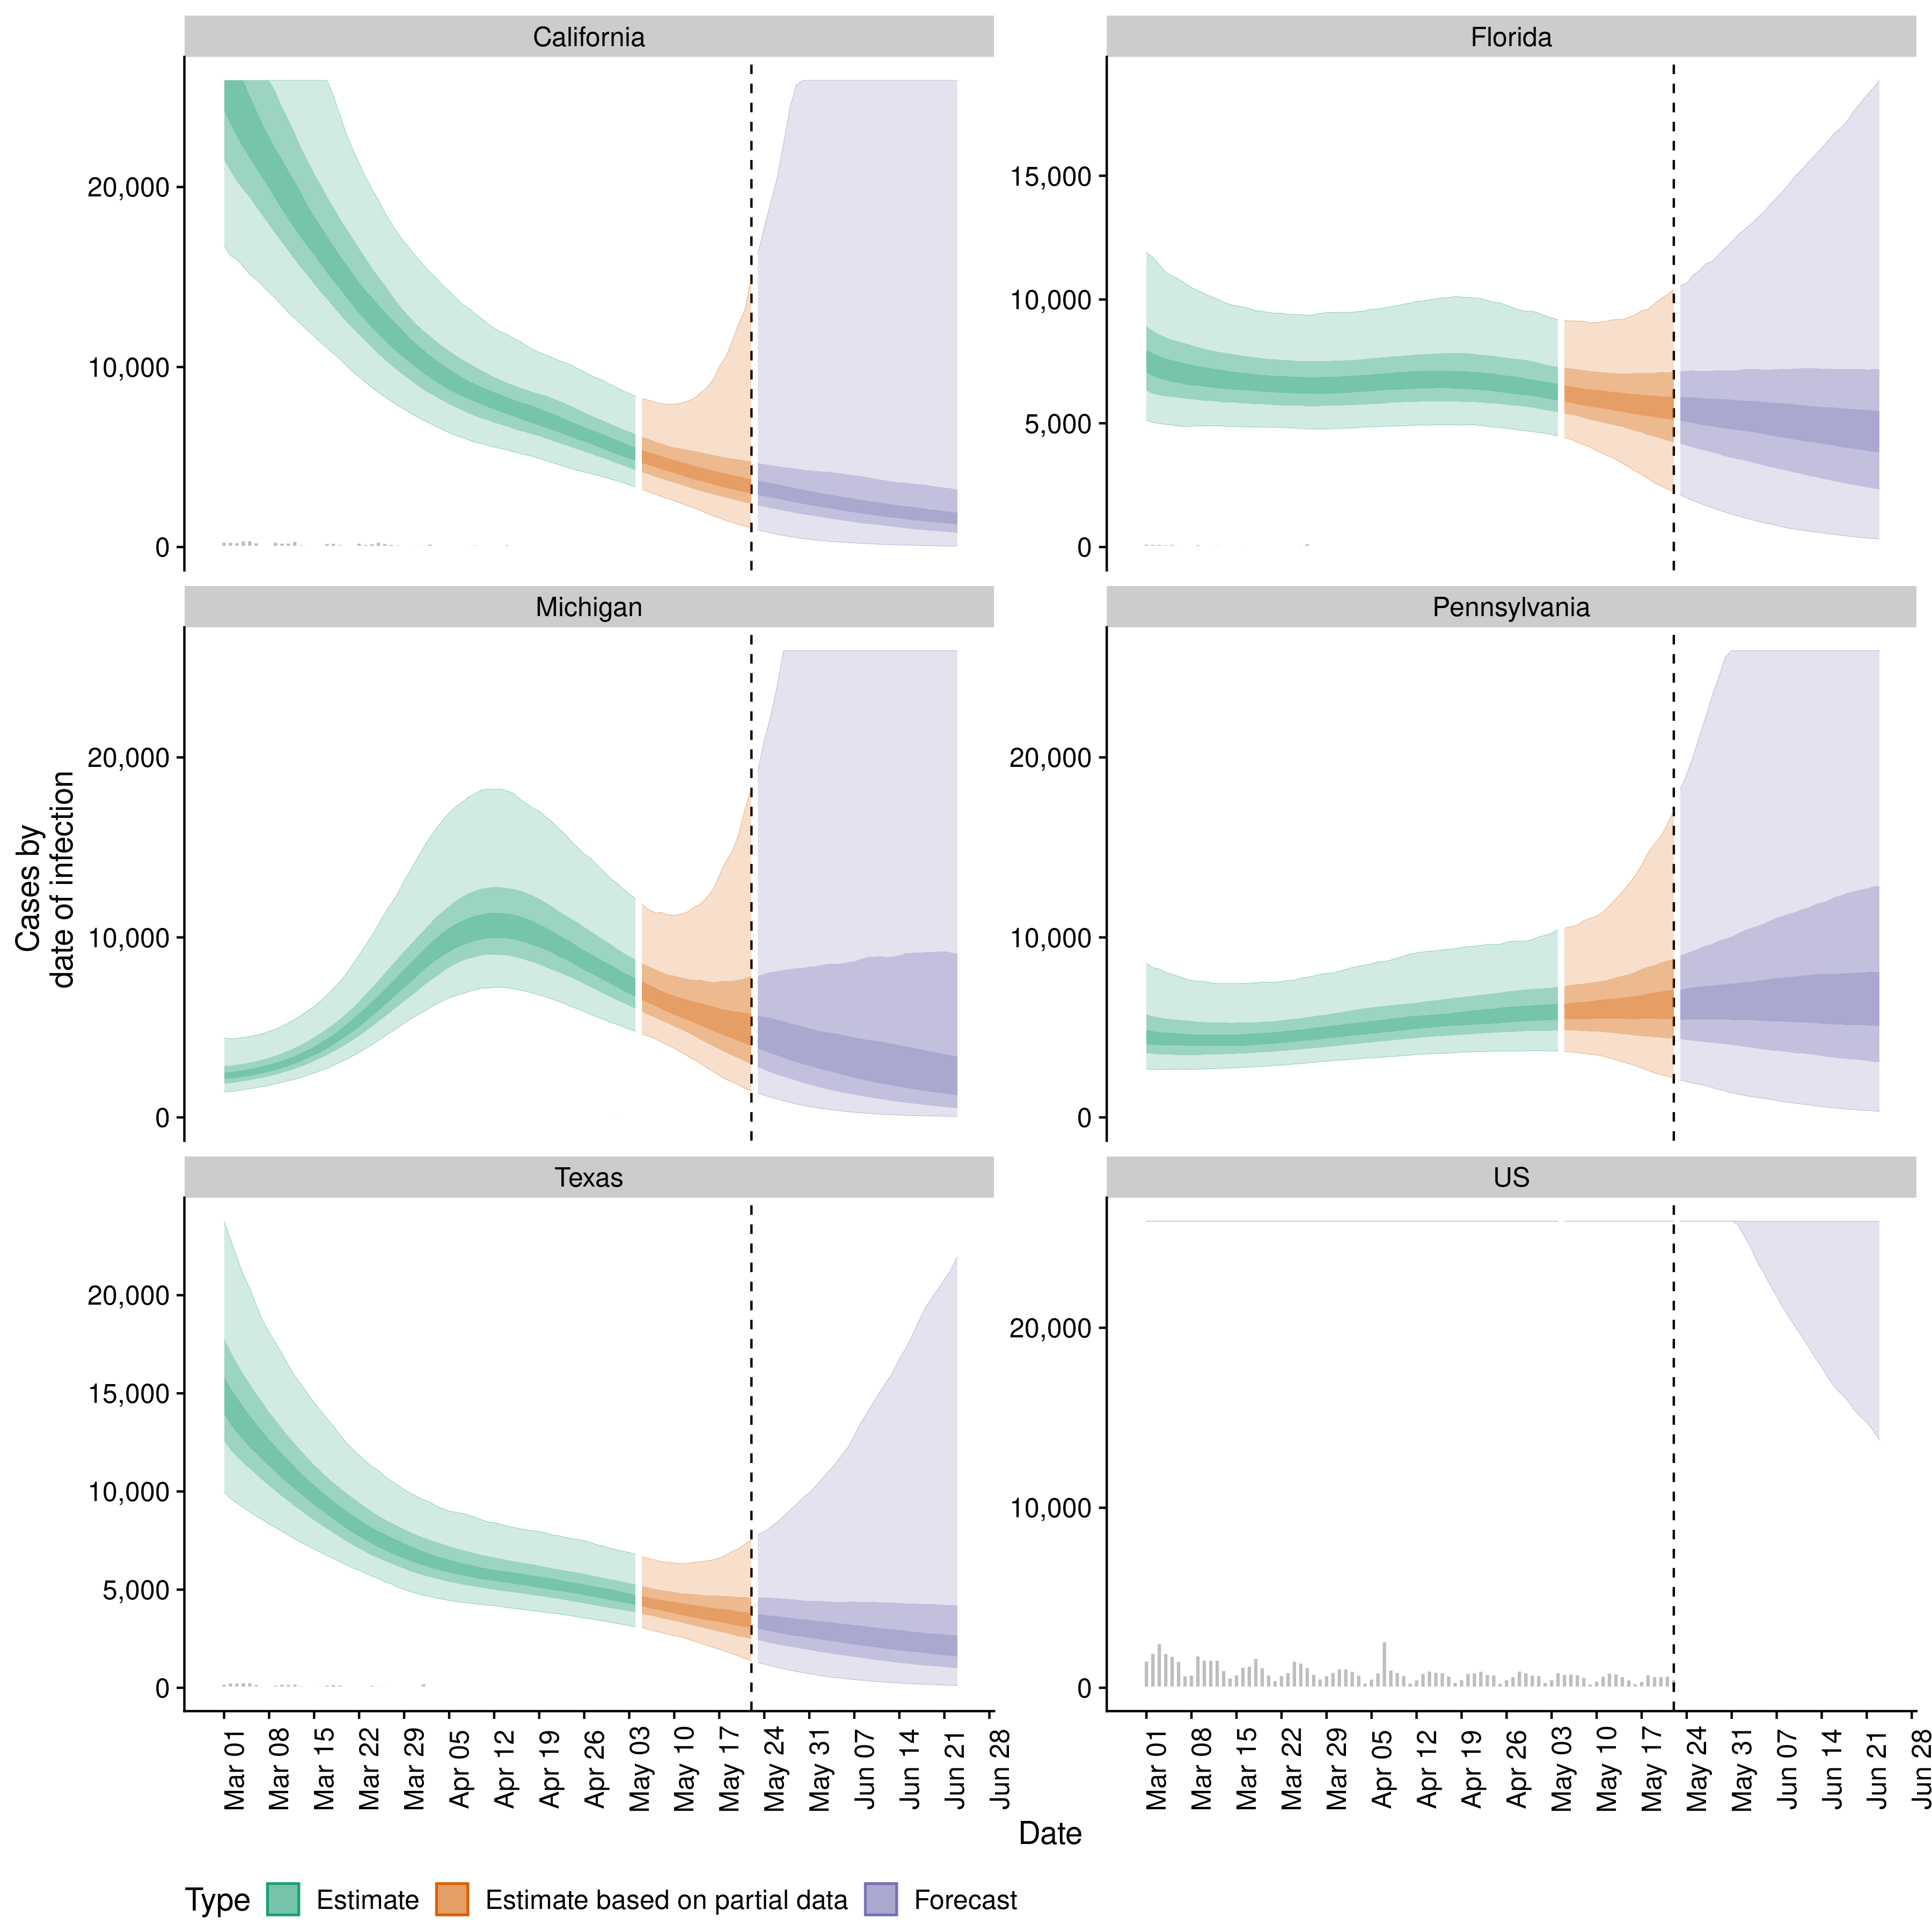 California
Florida
20,000
10,000
0
15,000
10,000
5,000
0
Michigan
Pennsylvania
20,000
10,000
0
20,000
10,000
0
Cases by
date of infection
Texas
US
20,000
15,000
10,000
5,000
0
20,000
10,000
0
Mar 01
Mar 08
Mar 15
Mar 22
Mar 29
Apr 05
Apr 12
Apr 19
Apr 26
May 03
May 10
May 17
May 24
May 31
Jun 07
Jun 14
Jun 21
Jun 28
Mar 01
Mar 08
Mar 15
Mar 22
Mar 29
Apr 05
Apr 12
Apr 19
Apr 26
May 03
May 10
May 17
May 24
May 31
Jun 07
Jun 14
Jun 21
Jun 28
Date
Type Estimate Estimate based on partial data Forecast